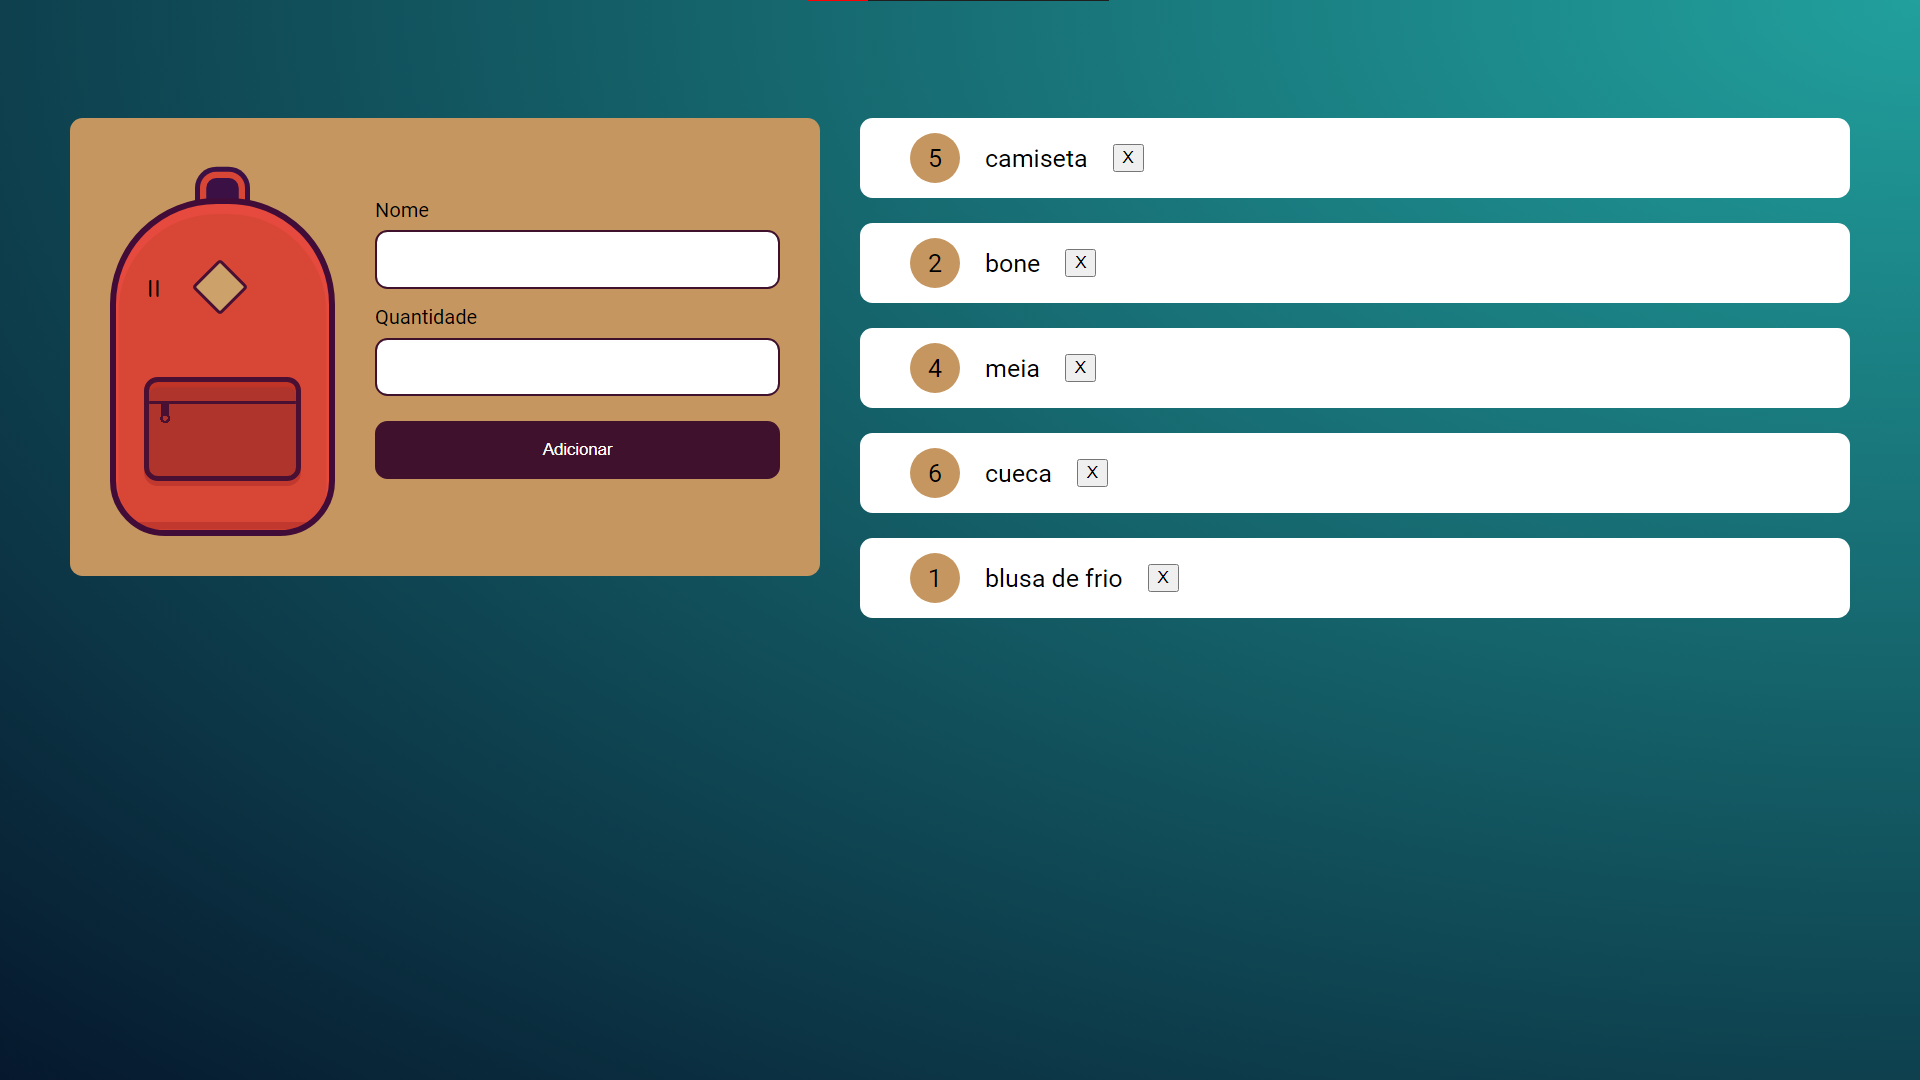 Nome
Quantidade
Adicionar
5 camiseta X
2 bone X
4 meia X
6 cueca X
1 blusa de frio X